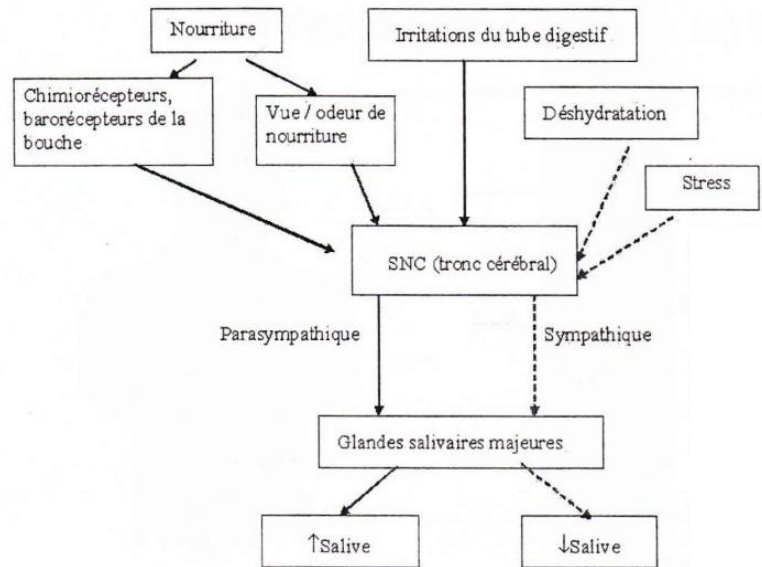 Nourriture
Irritations du tube digestif
Chimiorécepteurs,
barorécepteurs de la
bouche
Vue / odeur de
nourriture
Déshydratation
Stress
SNC (tronc cérébral)
Parasympathique
Sympathique
Glandes salivaires majeures
↑Salive
↓Salive